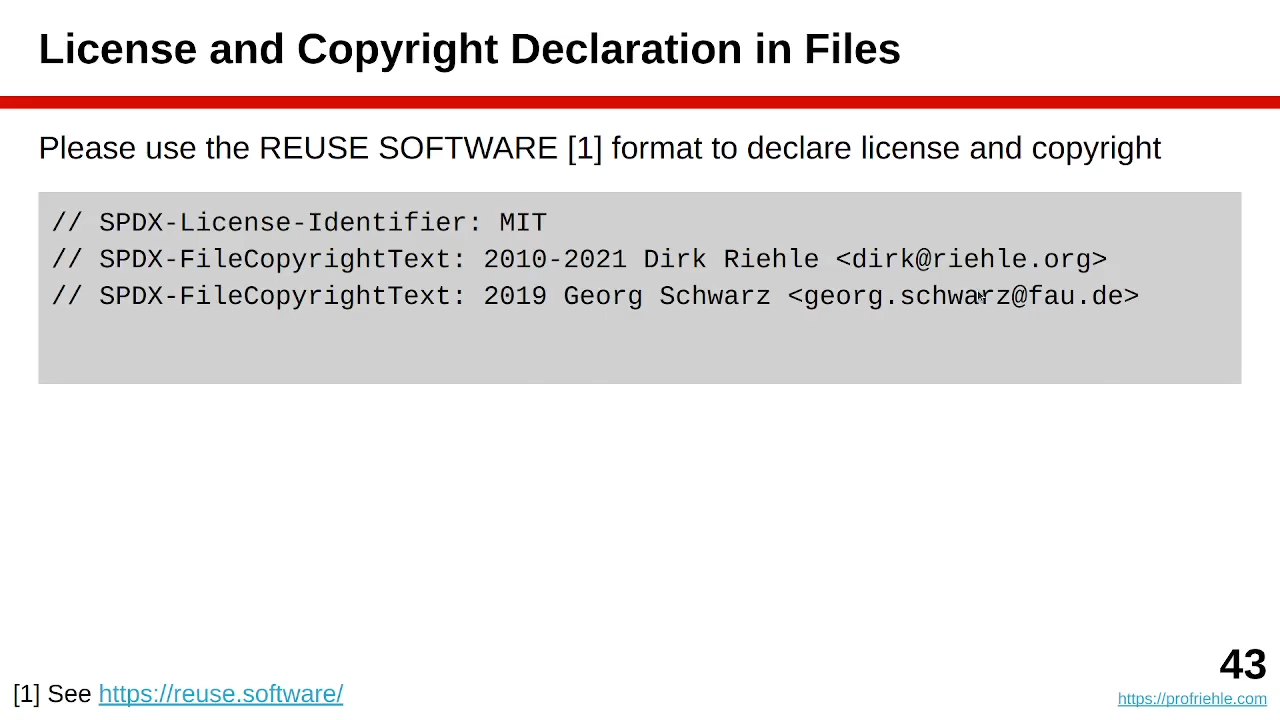 License and Copyright Declaration in Files
Please use the REUSE SOFTWARE [1] format to declare license and copyright
// SPDX-License-Identifier: MIT
// SPDX-FileCopyrightText: 2010-2021 Dirk Riehle <dirk@riehle.org>
// SPDX-FileCopyrightText: 2019 Georg Schwarz <georg.schwarz@fau.de>
43
[1] See https://reuse.software/
https://profriehle.com